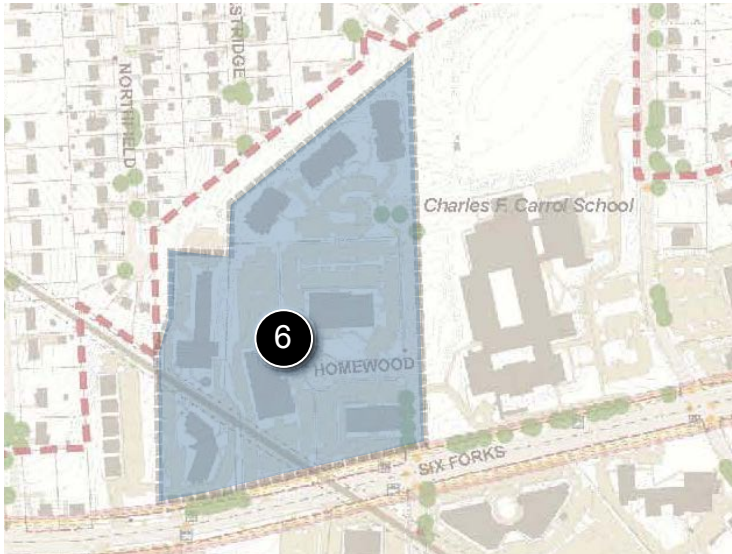 STRIDGE
NORTHFIELD
Charles F. Carrol School
6
HOMEWOOD
SIX FORKS